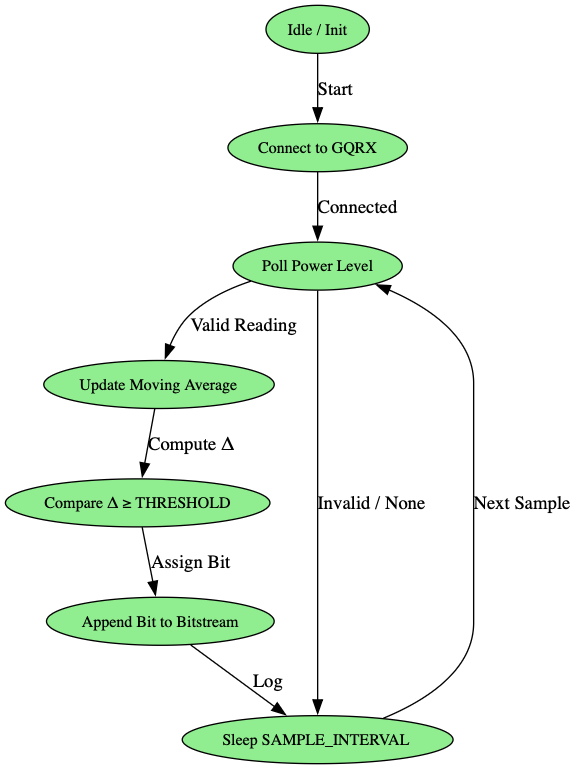 Idle / Init
Start
Connect to GQRX
Connected
Poll Power Level
Valid Reading
Update Moving Average
Compute Δ
Compare Δ ≥ THRESHOLD
Invalid / None
Next Sample
Assign Bit
Append Bit to Bitstream
Log
Sleep SAMPLE_INTERVAL